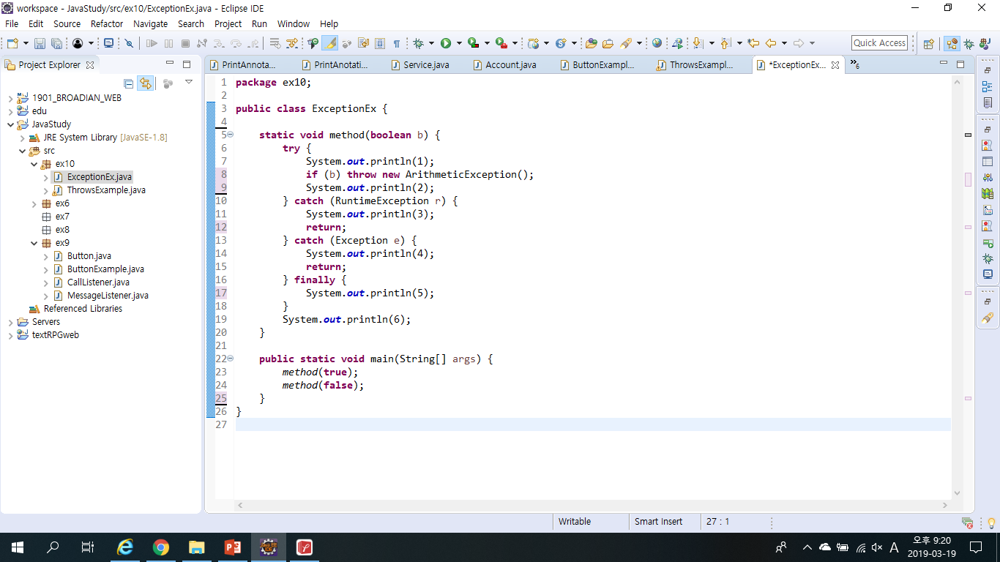 workspace - JavaStudy/src/ex10/ExceptionEx.java - Eclipse IDE
File Edit Source Refactor Navigate Search Project Run Window Help
Quick Access
Project Explorer
PrintAnnota... PrintAnotati... Service.java Account.java ButtonExampl... ThrowsExampl... *ExceptionEx... »6
1901_BROADIAN_WEB
edu
JavaStudy
JRE System Library [JavaSE-1.8]
src
ex10
ExceptionEx.java
ThrowsExample.java
ex6
ex7
ex8
ex9
Button.java
ButtonExample.java
CallListener.java
MessageListener.java
Referenced Libraries
Servers
textRPGweb
1 package ex10;
2
3 public class ExceptionEx {
4
5     static void method(boolean b) {
6         try {
7             System.out.println(1);
8             if (b) throw new ArithmeticException();
9             System.out.println(2);
10         } catch (RuntimeException r) {
11             System.out.println(3);
12             return;
13         } catch (Exception e) {
14             System.out.println(4);
15             return;
16         } finally {
17             System.out.println(5);
18         }
19         System.out.println(6);
20     }
21
22     public static void main(String[] args) {
23         method(true);
24         method(false);
25     }
26 }
27
Writable Smart Insert 27 : 1
A 오후 9:20
2019-03-19